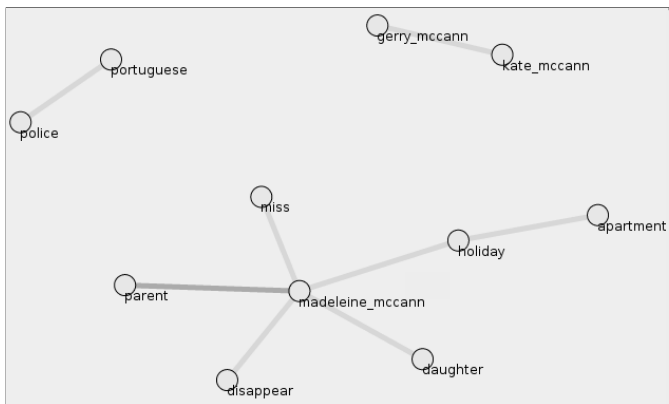 gerry_mccann
kate_mccann
portuguese
police
miss
apartment
holiday
parent
madeleine_mccann
daughter
disappear